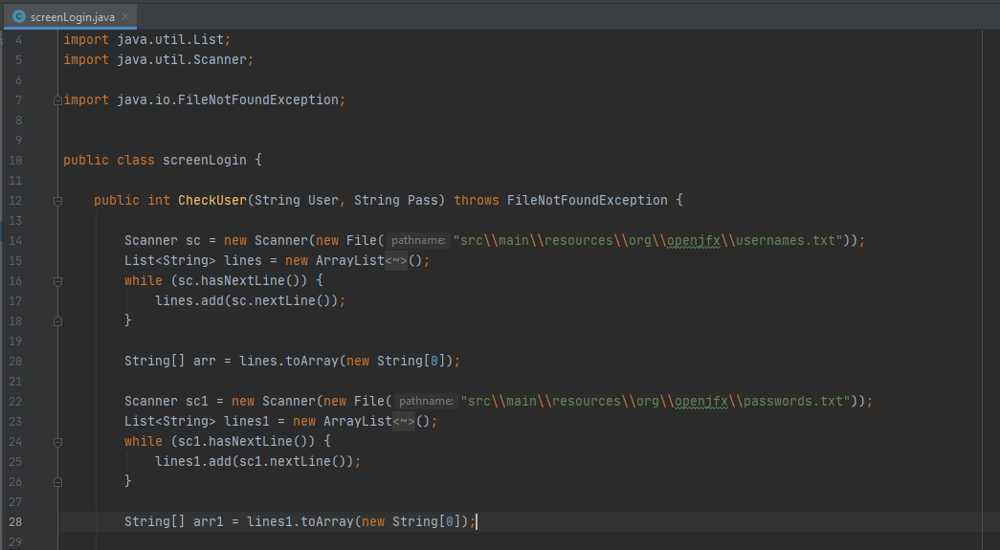 screenLogin.java
4 import java.util.List;
5 import java.util.Scanner;
6
7 import java.io.FileNotFoundException;
8
9
10 public class screenLogin {
11
12 public int CheckUser(String User, String Pass) throws FileNotFoundException {
13
14 Scanner sc = new Scanner(new File( pathname: "src\\main\\resources\\org\\openjfx\\usernames.txt"));
15 List<String> lines = new ArrayList<~>();
16 while (sc.hasNextLine()) {
17 lines.add(sc.nextLine());
18 }
19
20 String[] arr = lines.toArray(new String[0]);
21
22 Scanner sc1 = new Scanner(new File( pathname: "src\\main\\resources\\org\\openjfx\\passwords.txt"));
23 List<String> lines1 = new ArrayList<~>();
24 while (sc1.hasNextLine()) {
25 lines1.add(sc1.nextLine());
26 }
27
28 String[] arr1 = lines1.toArray(new String[0]);
29